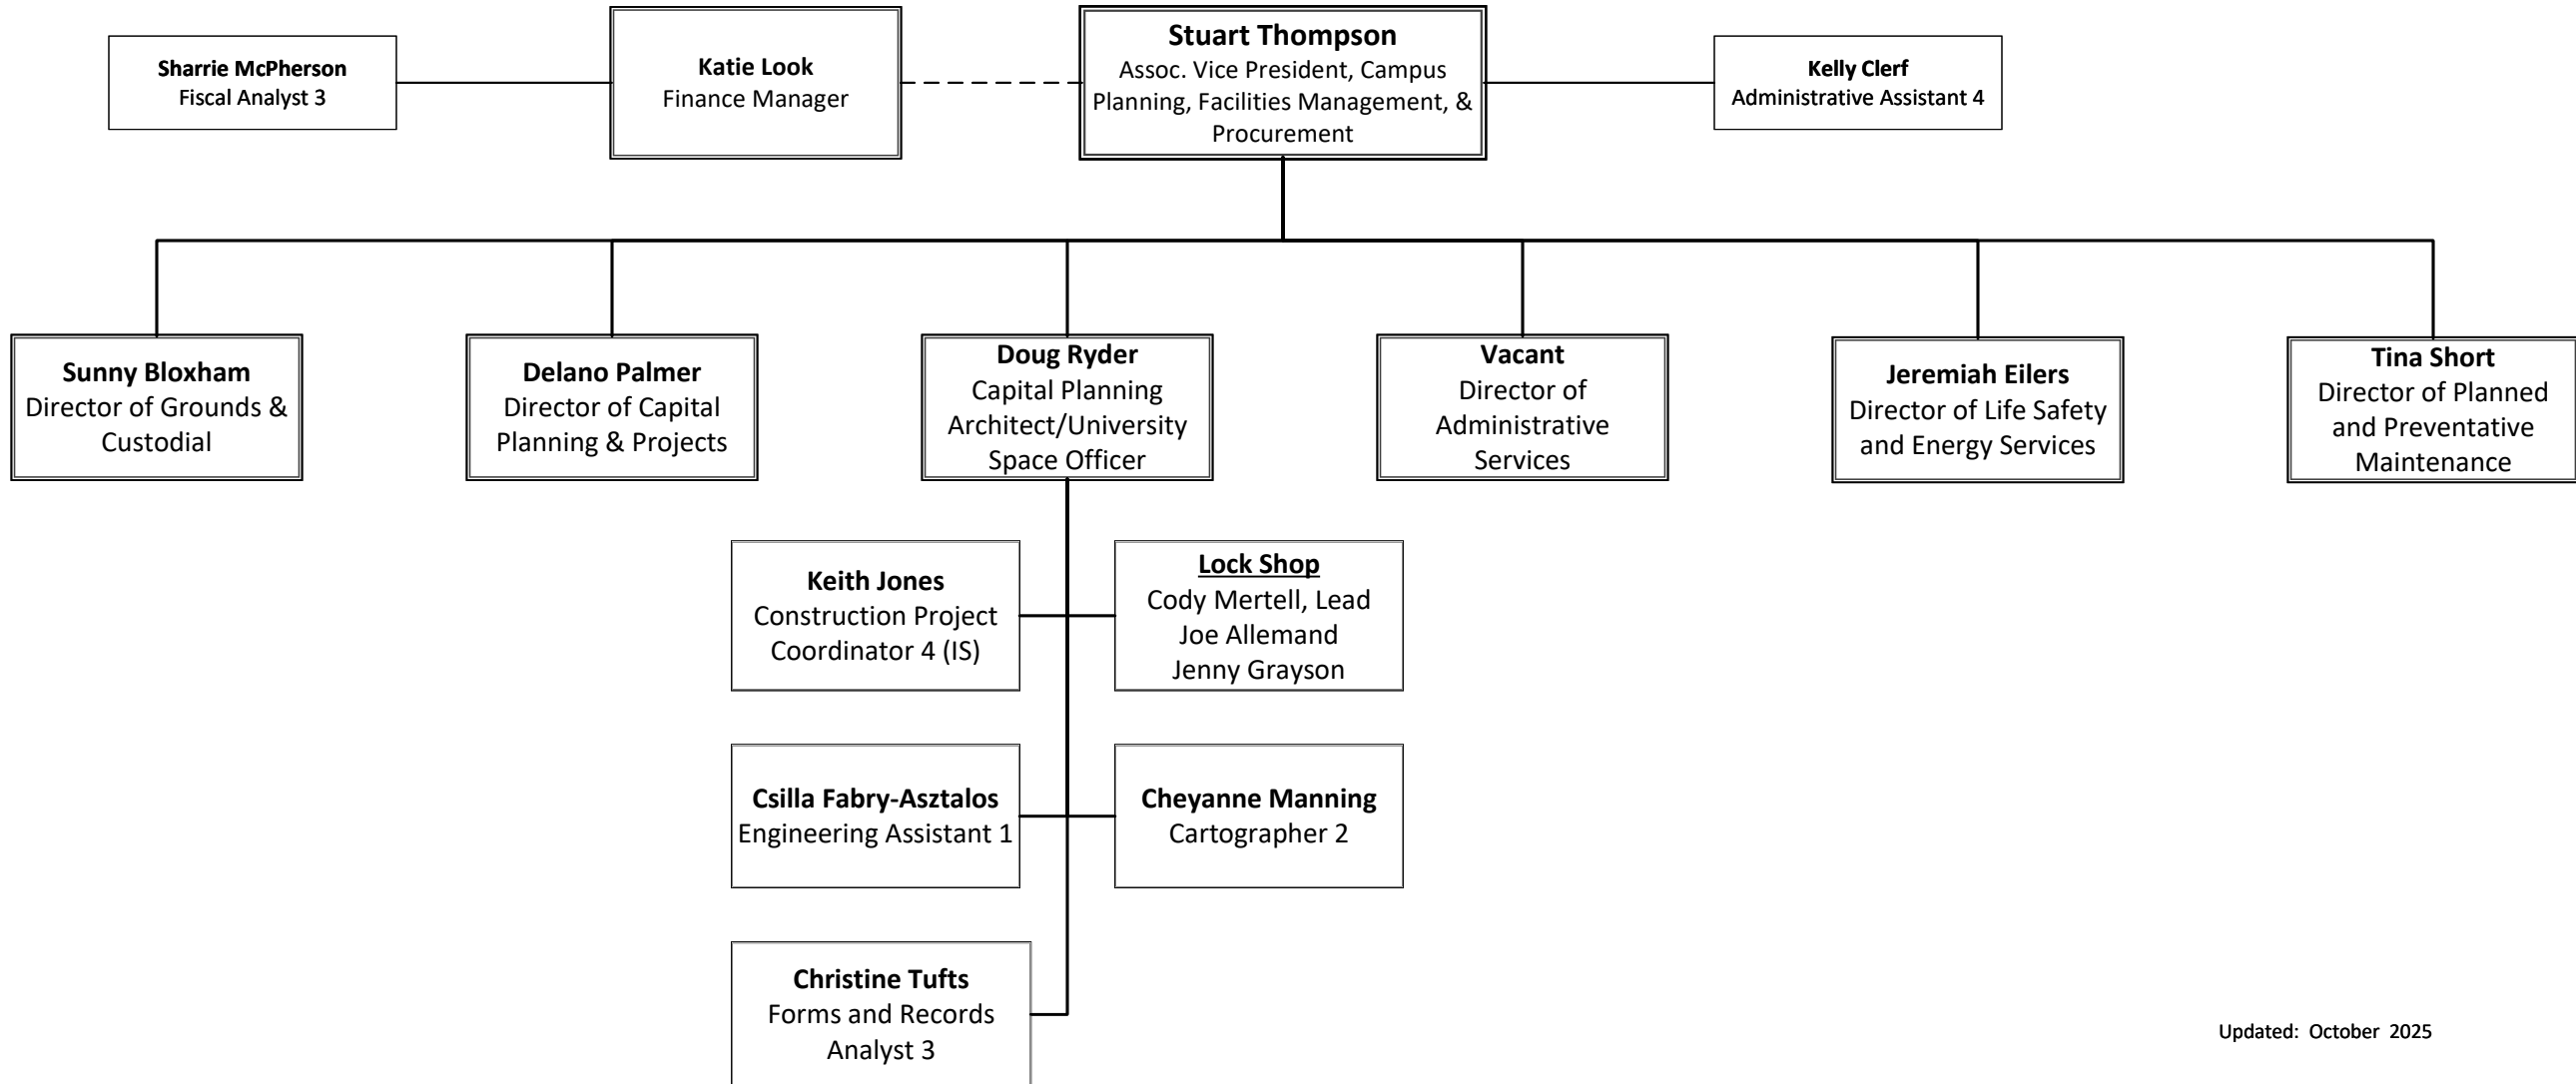 Sharrie McPherson
Fiscal Analyst 3
Katie Look
Finance Manager
Stuart Thompson
Assoc. Vice President, Campus
Planning, Facilities Management, &
Procurement
Kelly Clerf
Administrative Assistant 4
Sunny Bloxham
Director of Grounds &
Custodial
Delano Palmer
Director of Capital
Planning & Projects
Doug Ryder
Capital Planning
Architect/University
Space Officer
Vacant
Director of
Administrative
Services
Jeremiah Eilers
Director of Life Safety
and Energy Services
Tina Short
Director of Planned
and Preventative
Maintenance
Keith Jones
Construction Project
Coordinator 4 (IS)
Lock Shop
Cody Mertell, Lead
Joe Allemand
Jenny Grayson
Csilla Fabry-Asztalos
Engineering Assistant 1
Cheyanne Manning
Cartographer 2
Christine Tufts
Forms and Records
Analyst 3
Updated: October 2025